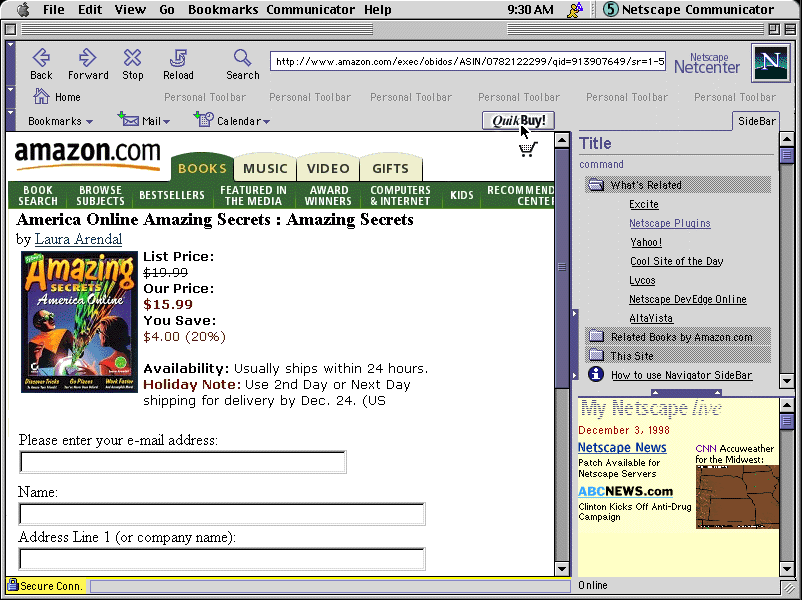 File Edit View Go Bookmarks Communicator Help 9:30 AM 5 Netscape Communicator
Back Forward Stop Reload Search
http://www.amazon.com/exec/obidos/ASIN/0782122299/qid=913907649/sr=1-5
Netscape
Netcenter
N
Home Personal Toolbar Personal Toolbar Personal Toolbar Personal Toolbar Personal Toolbar Personal Toolbar
Bookmarks Mail Calendar QuikBuy! SideBar
amazon.com
BOOKS MUSIC VIDEO GIFTS
BOOK SEARCH
BROWSE SUBJECTS
BESTSELLERS
FEATURED IN THE MEDIA
AWARD WINNERS
COMPUTERS & INTERNET
KIDS
RECOMMEND
CENTE
America Online Amazing Secrets : Amazing Secrets
by Laura Arendal
Amazing
SECRETS
America Online
Discover Tricks Go Places Work Faster
List Price:
$19.99
Our Price:
$15.99
You Save:
$4.00 (20%)
Availability: Usually ships within 24 hours.
Holiday Note: Use 2nd Day or Next Day
shipping for delivery by Dec. 24. (US
Please enter your e-mail address:
Name:
Address Line 1 (or company name):
Secure Conn.
Title
command
What's Related
Excite
Netscape Plugins
Yahoo!
Cool Site of the Day
Lycos
Netscape DevEdge Online
AltaVista
Related Books by Amazon.com
This Site
How to use Navigator SideBar
My Netscape live
December 3, 1998
Netscape News
Patch Available for
Netscape Servers
ABCNEWS.com
Clinton Kicks Off Anti-Drug
Campaign
CNN Accuweather
for the Midwest:
Online